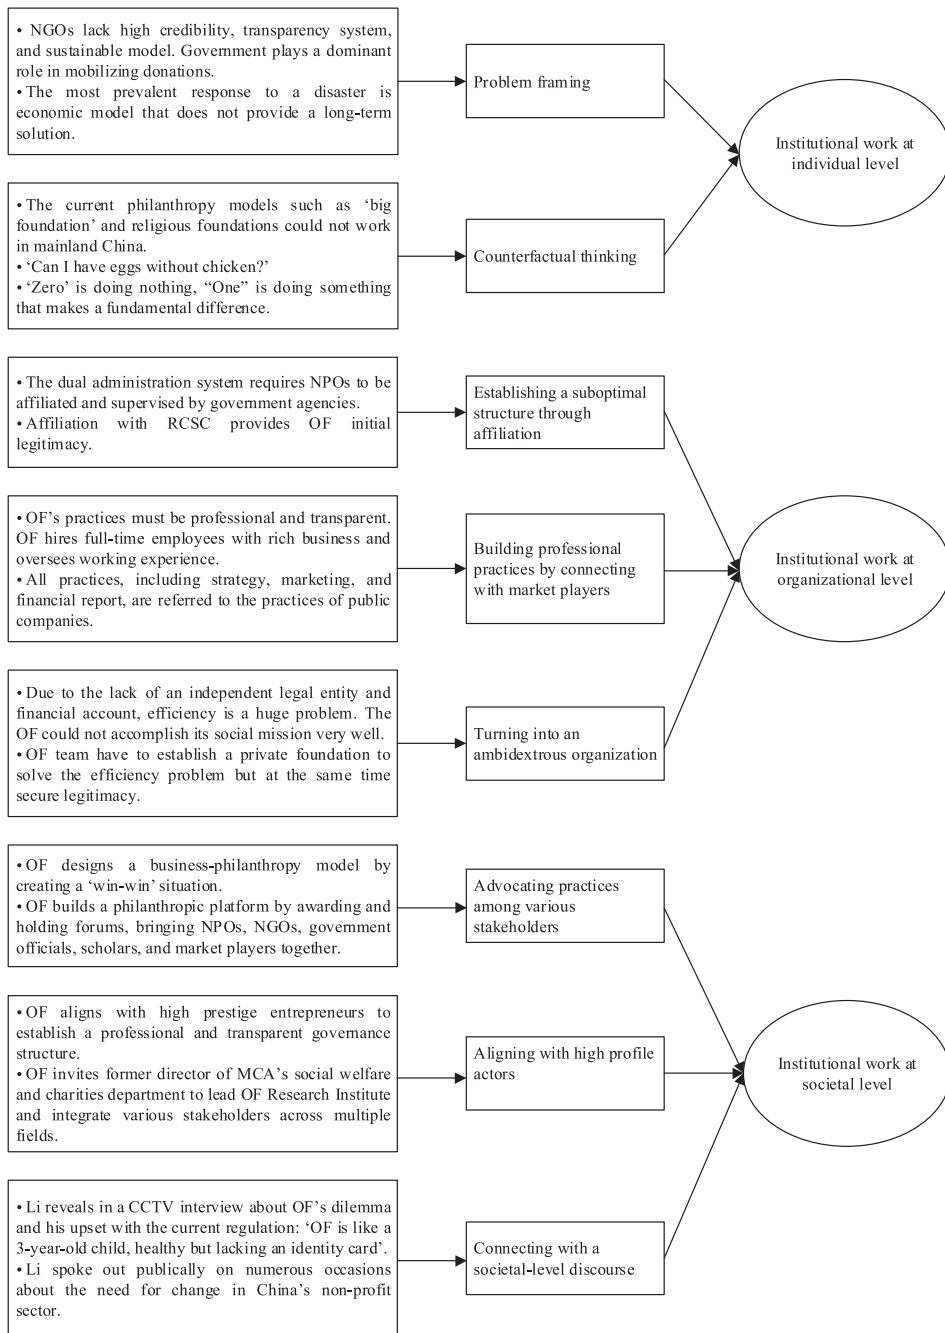 • NGOs lack high credibility, transparency system,
and sustainable model. Government plays a dominant
role in mobilizing donations.
• The most prevalent response to a disaster is
economic model that does not provide a long-term
solution.
Problem framing
Institutional work at
individual level
• The current philanthropy models such as ‘big
foundation’ and religious foundations could not work
in mainland China.
• ‘Can I have eggs without chicken?’
• ‘Zero’ is doing nothing, “One” is doing something
that makes a fundamental difference.
Counterfactual thinking
• The dual administration system requires NPOs to be
affiliated and supervised by government agencies.
• Affiliation with RCSC provides OF initial
legitimacy.
Establishing a suboptimal
structure through
affiliation
• OF’s practices must be professional and transparent.
OF hires full-time employees with rich business and
oversees working experience.
• All practices, including strategy, marketing, and
financial report, are referred to the practices of public
companies.
Building professional
practices by connecting
with market players
Institutional work at
organizational level
• Due to the lack of an independent legal entity and
financial account, efficiency is a huge problem. The
OF could not accomplish its social mission very well.
• OF team have to establish a private foundation to
solve the efficiency problem but at the same time
secure legitimacy.
Turning into an
ambidextrous organization
• OF designs a business-philanthropy model by
creating a ‘win-win’ situation.
• OF builds a philanthropic platform by awarding and
holding forums, bringing NPOs, NGOs, government
officials, scholars, and market players together.
Advocating practices
among various
stakeholders
• OF aligns with high prestige entrepreneurs to
establish a professional and transparent governance
structure.
• OF invites former director of MCA’s social welfare
and charities department to lead OF Research Institute
and integrate various stakeholders across multiple
fields.
Aligning with high profile
actors
Institutional work at
societal level
• Li reveals in a CCTV interview about OF’s dilemma
and his upset with the current regulation: ‘OF is like a
3-year-old child, healthy but lacking an identity card’.
• Li spoke out publically on numerous occasions
about the need for change in China’s non-profit
sector.
Connecting with a
societal-level discourse